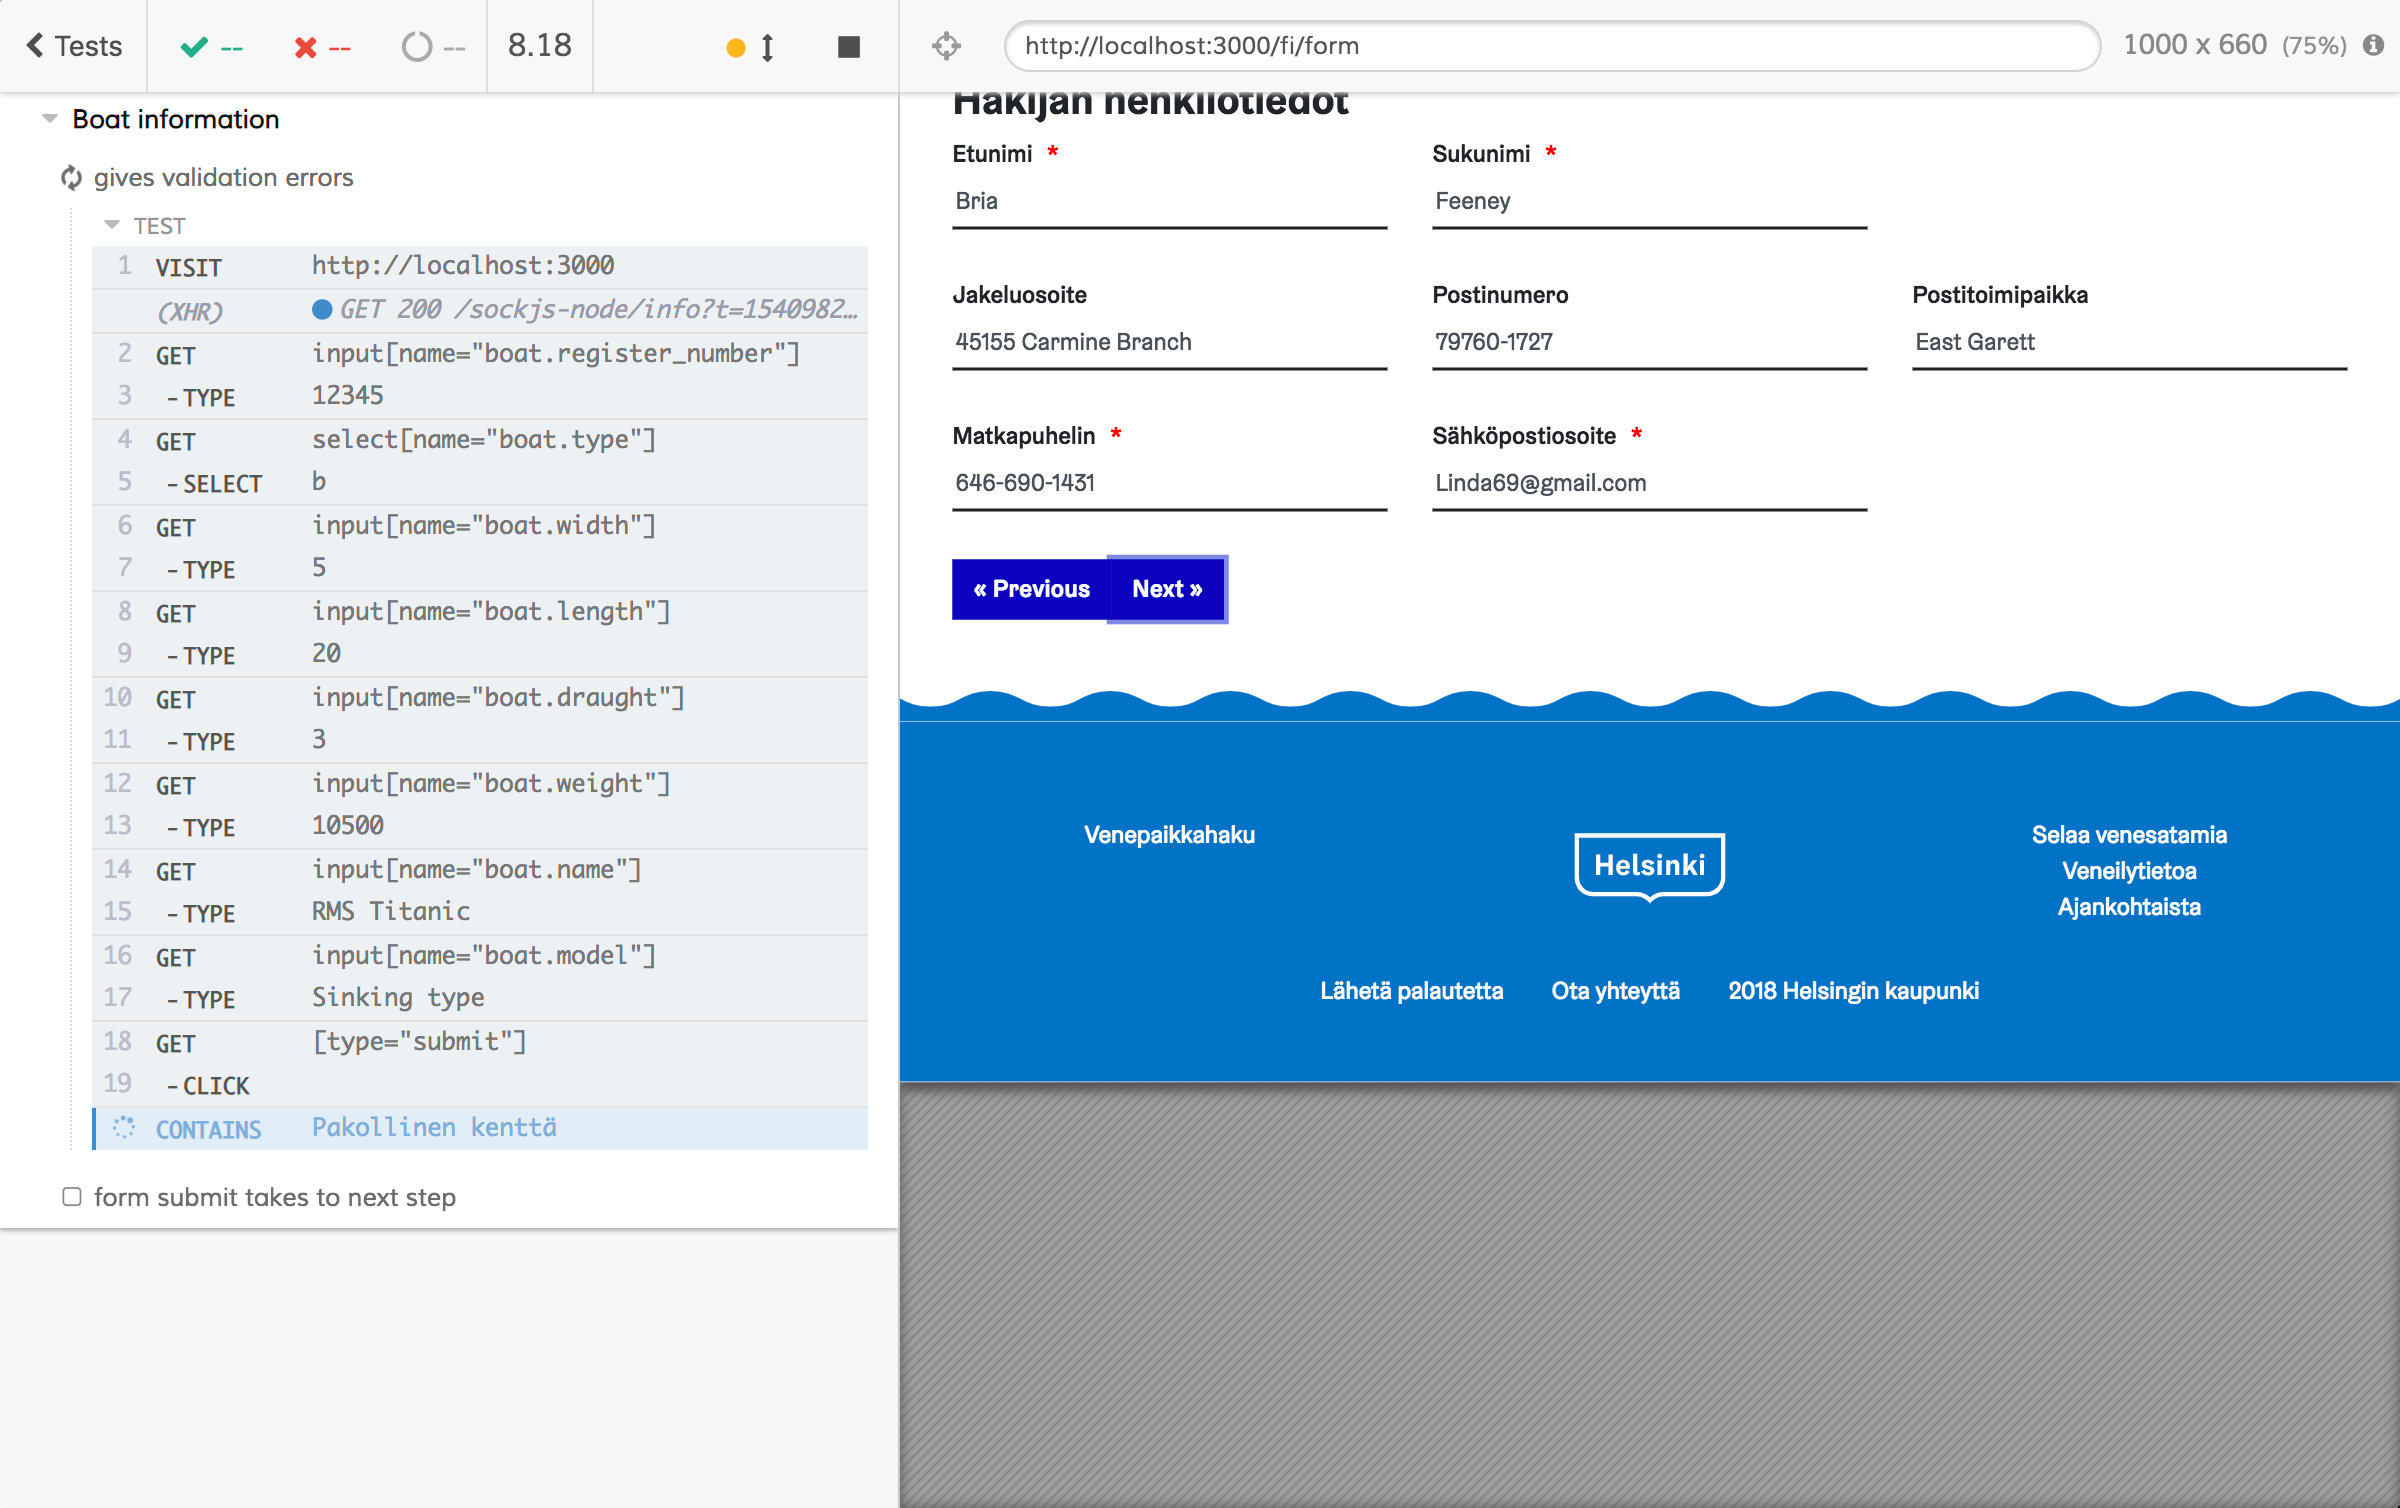 Tests -- -- -- 8.18
http://localhost:3000/fi/form 1000 x 660 (75%)
Boat information
gives validation errors
TEST
1 VISIT http://localhost:3000
(XHR) GET 200 /sockjs-node/info?t=1540982…
2 GET input[name="boat.register_number"]
3 -TYPE 12345
4 GET select[name="boat.type"]
5 -SELECT b
6 GET input[name="boat.width"]
7 -TYPE 5
8 GET input[name="boat.length"]
9 -TYPE 20
10 GET input[name="boat.draught"]
11 -TYPE 3
12 GET input[name="boat.weight"]
13 -TYPE 10500
14 GET input[name="boat.name"]
15 -TYPE RMS Titanic
16 GET input[name="boat.model"]
17 -TYPE Sinking type
18 GET [type="submit"]
19 -CLICK
CONTAINS Pakollinen kenttä
form submit takes to next step
Hakijan henkilötiedot
Etunimi * Sukunimi *
Bria Feeney
Jakeluosoite Postinumero Postitoimipaikka
45155 Carmine Branch 79760-1727 East Garett
Matkapuhelin * Sähköpostiosoite *
646-690-1431 Linda69@gmail.com
« Previous Next »
Venepaikkahaku Helsinki Selaa venesatamia
Veneilytietoa
Ajankohtaista
Lähetä palautetta Ota yhteyttä 2018 Helsingin kaupunki